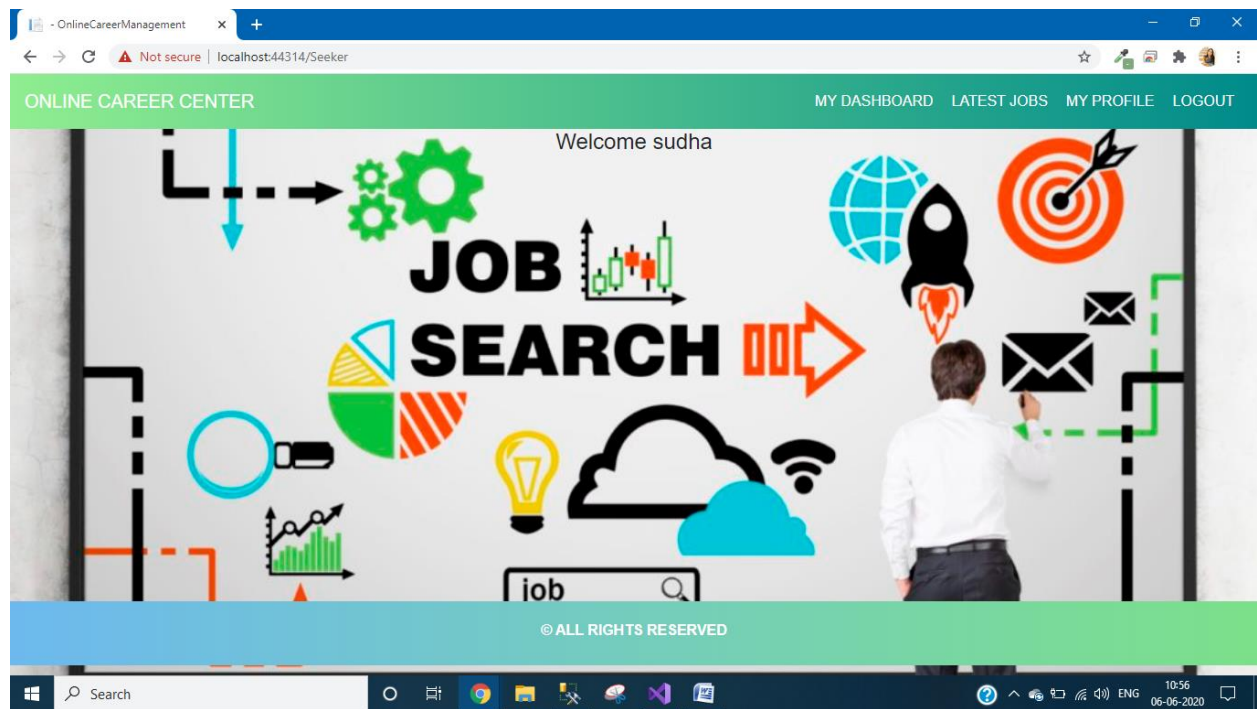 - OnlineCareerManagement
Not secure | localhost:44314/Seeker
ONLINE CAREER CENTER MY DASHBOARD LATEST JOBS MY PROFILE LOGOUT
Welcome sudha
JOB
SEARCH
job
© ALL RIGHTS RESERVED
Search
ENG
10:56
06-06-2020